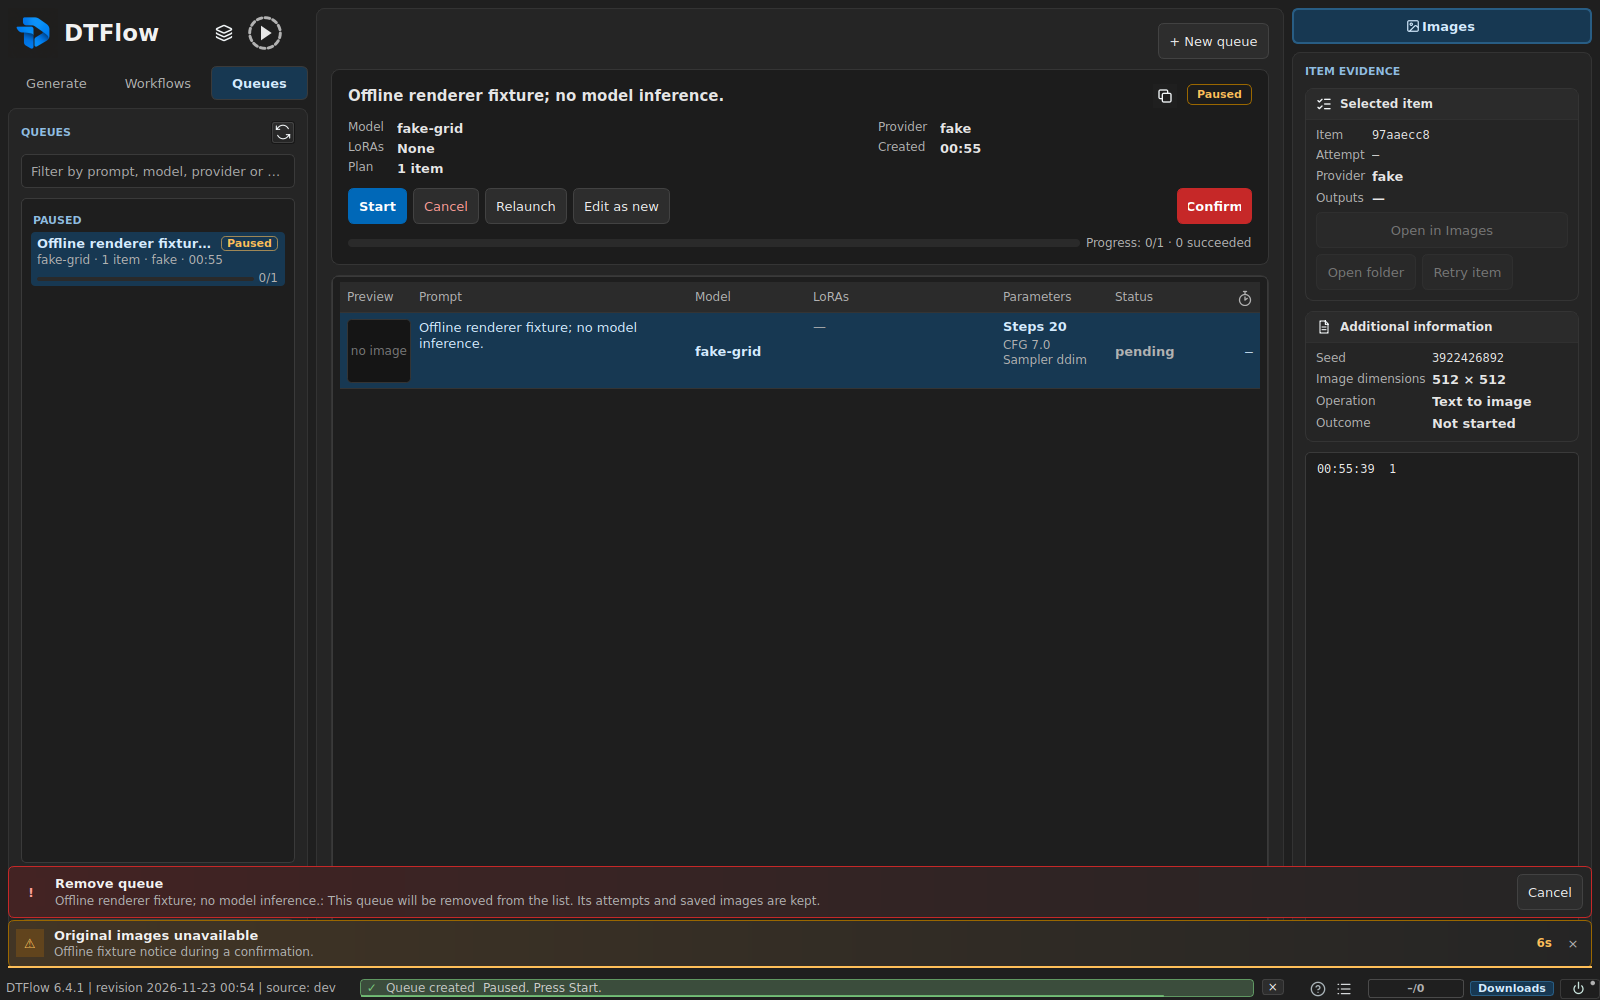 DTFlow
Generate
Workflows
Queues
QUEUES
Filter by prompt, model, provider or …
PAUSED
Offline renderer fixtur… Paused
fake-grid · 1 item · fake · 00:55
0/1
+ New queue
Offline renderer fixture; no model inference.
Paused
Model fake-grid
Provider fake
LoRAs None
Created 00:55
Plan 1 item
Start
Cancel
Relaunch
Edit as new
Confirm
Progress: 0/1 · 0 succeeded
Preview Prompt Model LoRAs Parameters Status
no image
Offline renderer fixture; no model
inference.
fake-grid
—
Steps 20
CFG 7.0
Sampler ddim
pending
–
Images
ITEM EVIDENCE
Selected item
Item 97aaecc8
Attempt –
Provider fake
Outputs —
Open in Images
Open folder
Retry item
Additional information
Seed 3922426892
Image dimensions 512 × 512
Operation Text to image
Outcome Not started
00:55:39 1
! Remove queue
Offline renderer fixture; no model inference.: This queue will be removed from the list. Its attempts and saved images are kept.
Cancel
⚠ Original images unavailable
Offline fixture notice during a confirmation.
6s ×
DTFlow 6.4.1 | revision 2026-11-23 00:54 | source: dev
✓ Queue created Paused. Press Start.
×
–/0
Downloads